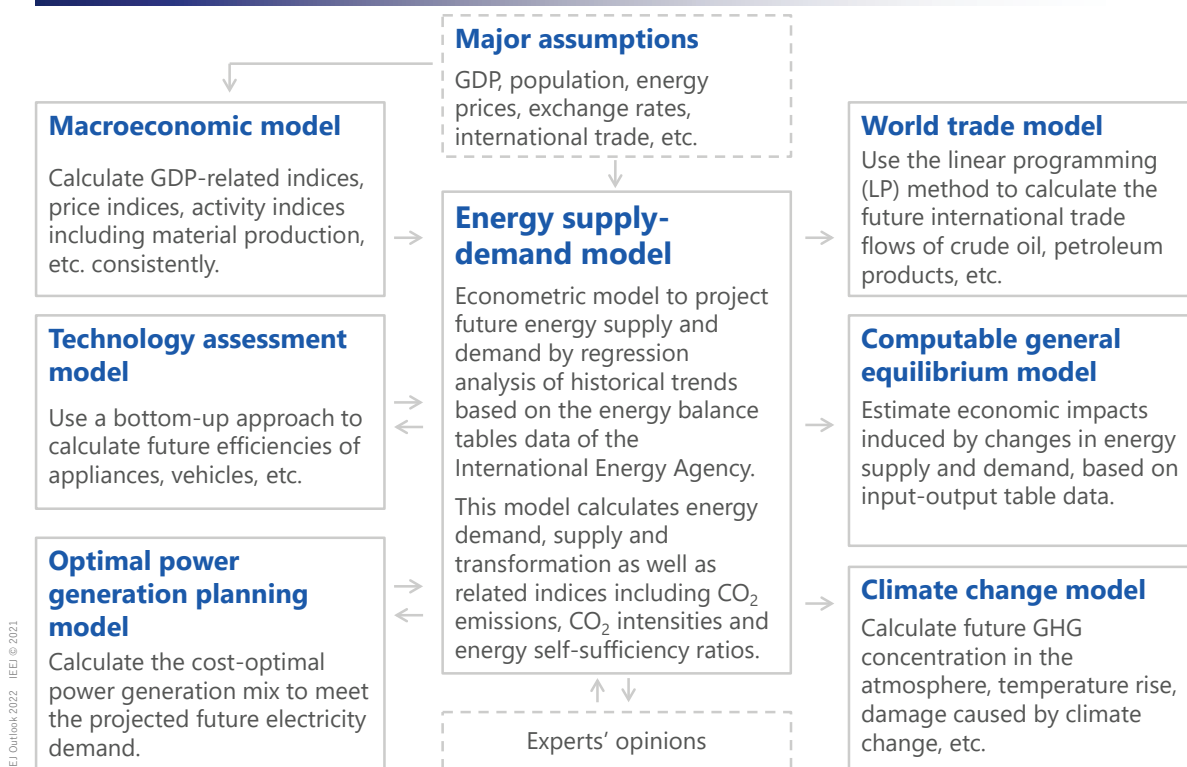 Major assumptions
GDP, population, energy
prices, exchange rates,
international trade, etc.
Macroeconomic model
Calculate GDP-related indices,
price indices, activity indices
including material production,
etc. consistently.
Technology assessment
model
Use a bottom-up approach to
calculate future efficiencies of
appliances, vehicles, etc.
Optimal power
generation planning
model
Calculate the cost-optimal
power generation mix to meet
the projected future electricity
demand.
Energy supply-
demand model
Econometric model to project
future energy supply and
demand by regression
analysis of historical trends
based on the energy balance
tables data of the
International Energy Agency.
This model calculates energy
demand, supply and
transformation as well as
related indices including CO₂
emissions, CO₂ intensities and
energy self-sufficiency ratios.
Experts’ opinions
World trade model
Use the linear programming
(LP) method to calculate the
future international trade
flows of crude oil, petroleum
products, etc.
Computable general
equilibrium model
Estimate economic impacts
induced by changes in energy
supply and demand, based on
input-output table data.
Climate change model
Calculate future GHG
concentration in the
atmosphere, temperature rise,
damage caused by climate
change, etc.
EJ Outlook 2022 IEEJ © 2021